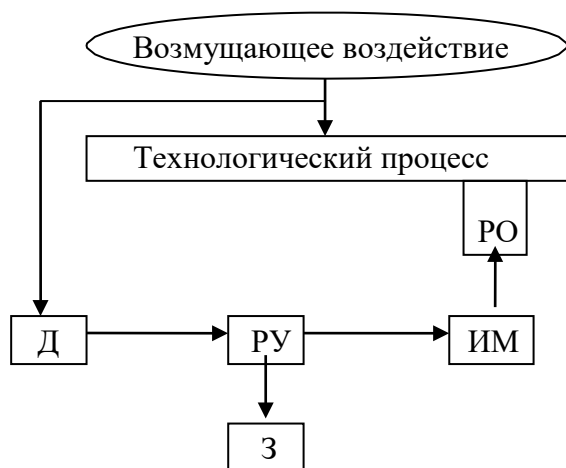 Возмущающее воздействие
Технологический процесс
РО
Д
РУ
ИМ
З